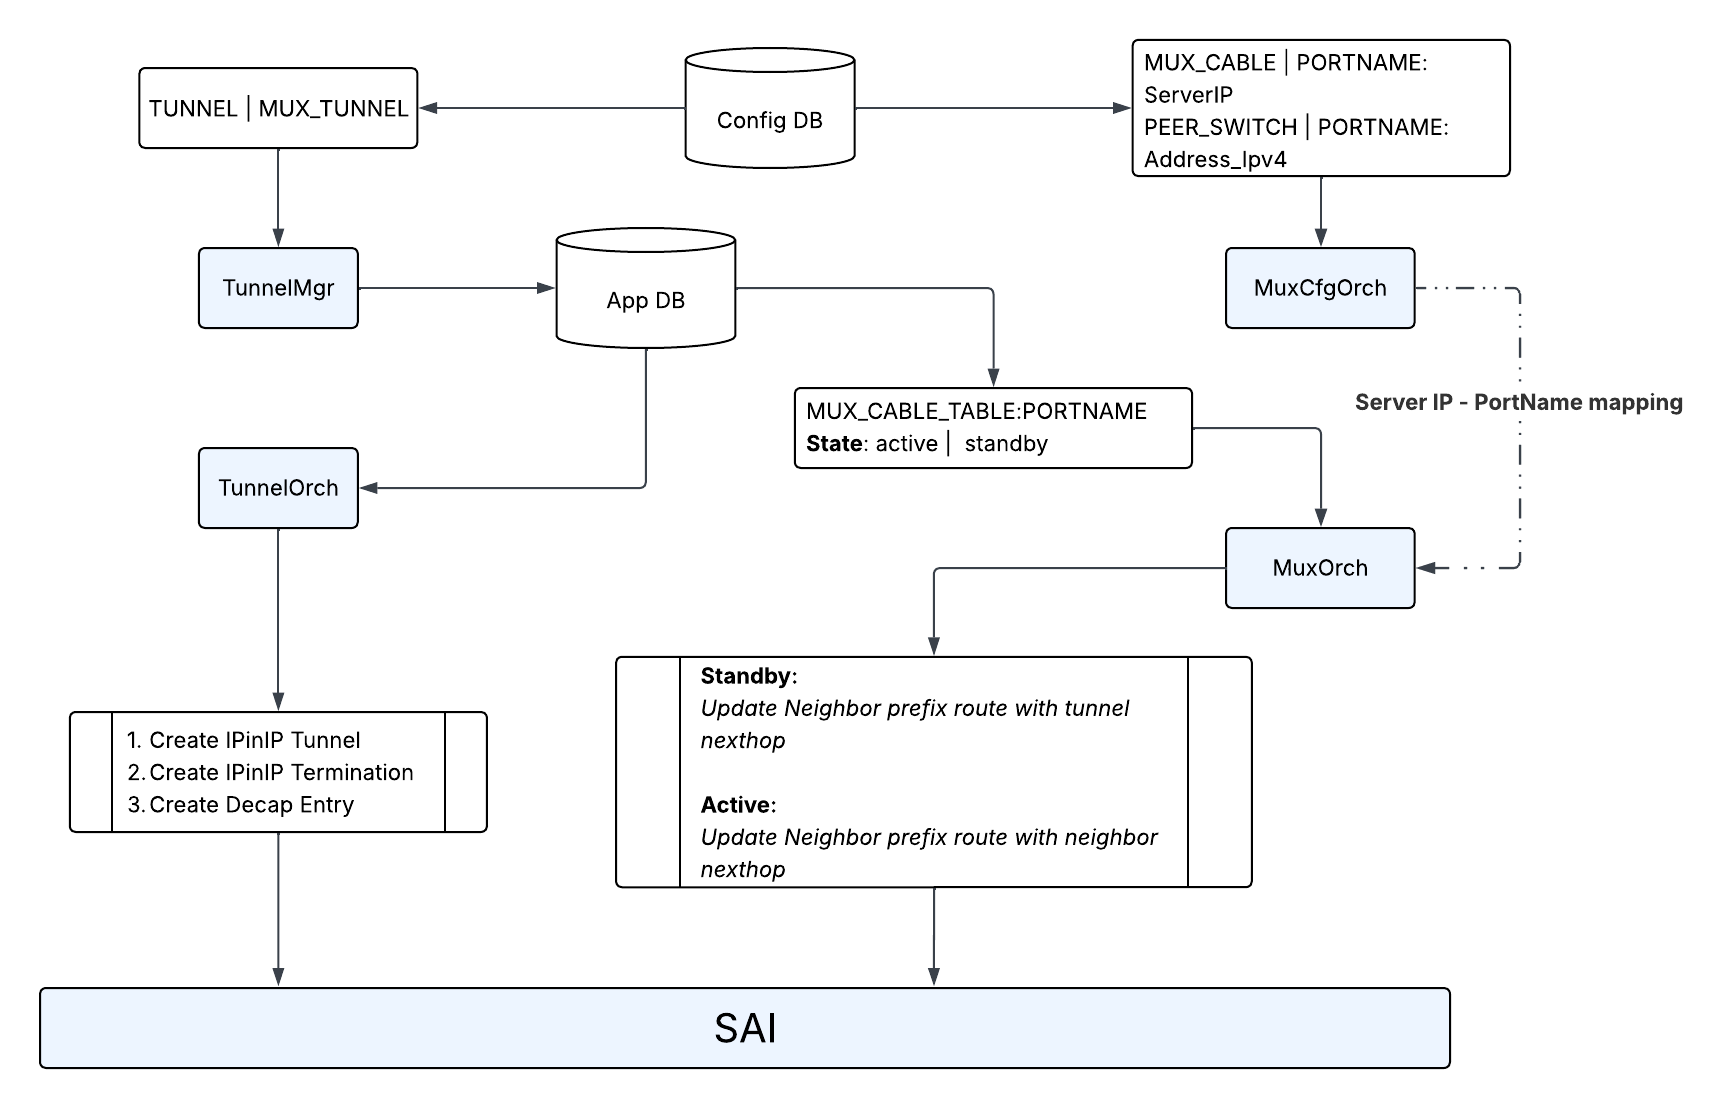 TUNNEL | MUX_TUNNEL
Config DB
MUX_CABLE | PORTNAME:
ServerIP
PEER_SWITCH | PORTNAME:
Address_Ipv4
TunnelMgr
App DB
MuxCfgOrch
MUX_CABLE_TABLE:PORTNAME
State: active | standby
Server IP - PortName mapping
TunnelOrch
MuxOrch
1. Create IPinIP Tunnel
2. Create IPinIP Termination
3. Create Decap Entry
Standby:
Update Neighbor prefix route with tunnel
nexthop
Active:
Update Neighbor prefix route with neighbor
nexthop
SAI